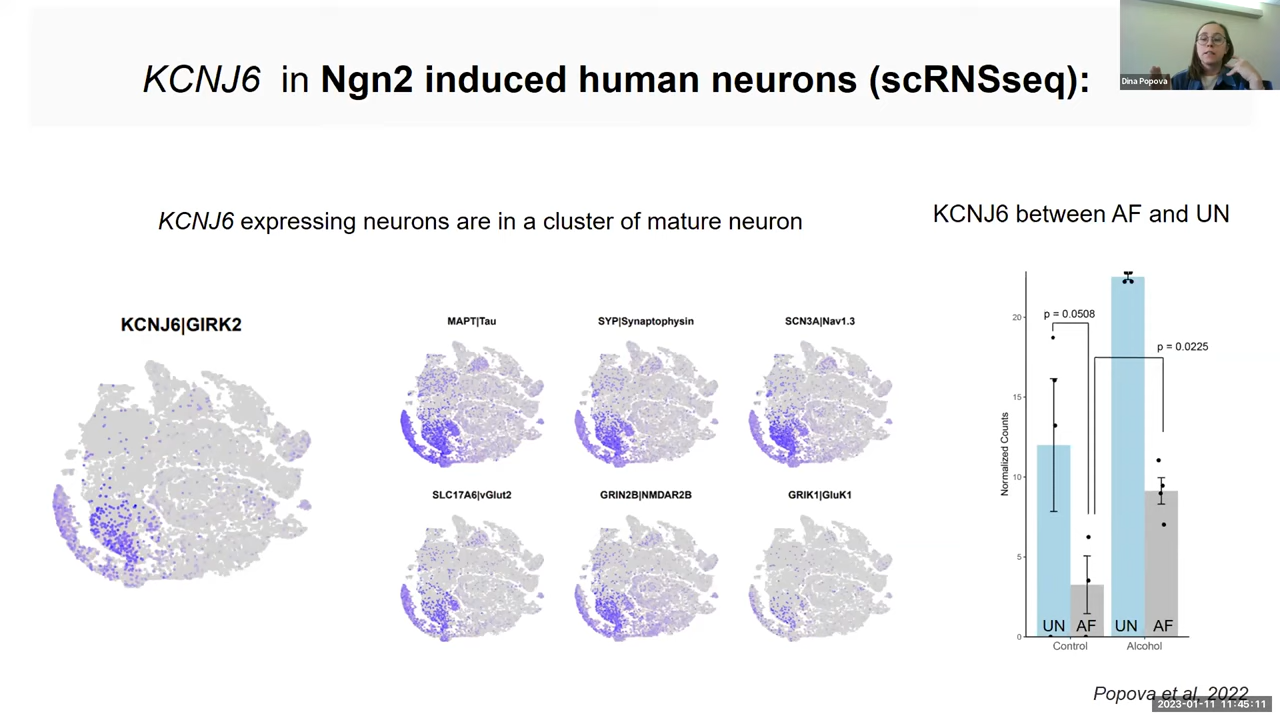 KCNJ6 in Ngn2 induced human neurons (scRNSseq):
Dina Popova
KCNJ6 expressing neurons are in a cluster of mature neuron
KCNJ6 between AF and UN
KCNJ6|GIRK2
MAPT|Tau
SYP|Synaptophysin
SCN3A|Nav1.3
SLC17A6|vGlut2
GRIN2B|NMDAR2B
GRIK1|GluK1
Normalized Counts
20
15
10
5
0
p = 0.0508
p = 0.0225
UN AF UN AF
Control Alcohol
Popova et al, 2022
2023-01-11 11:45:11